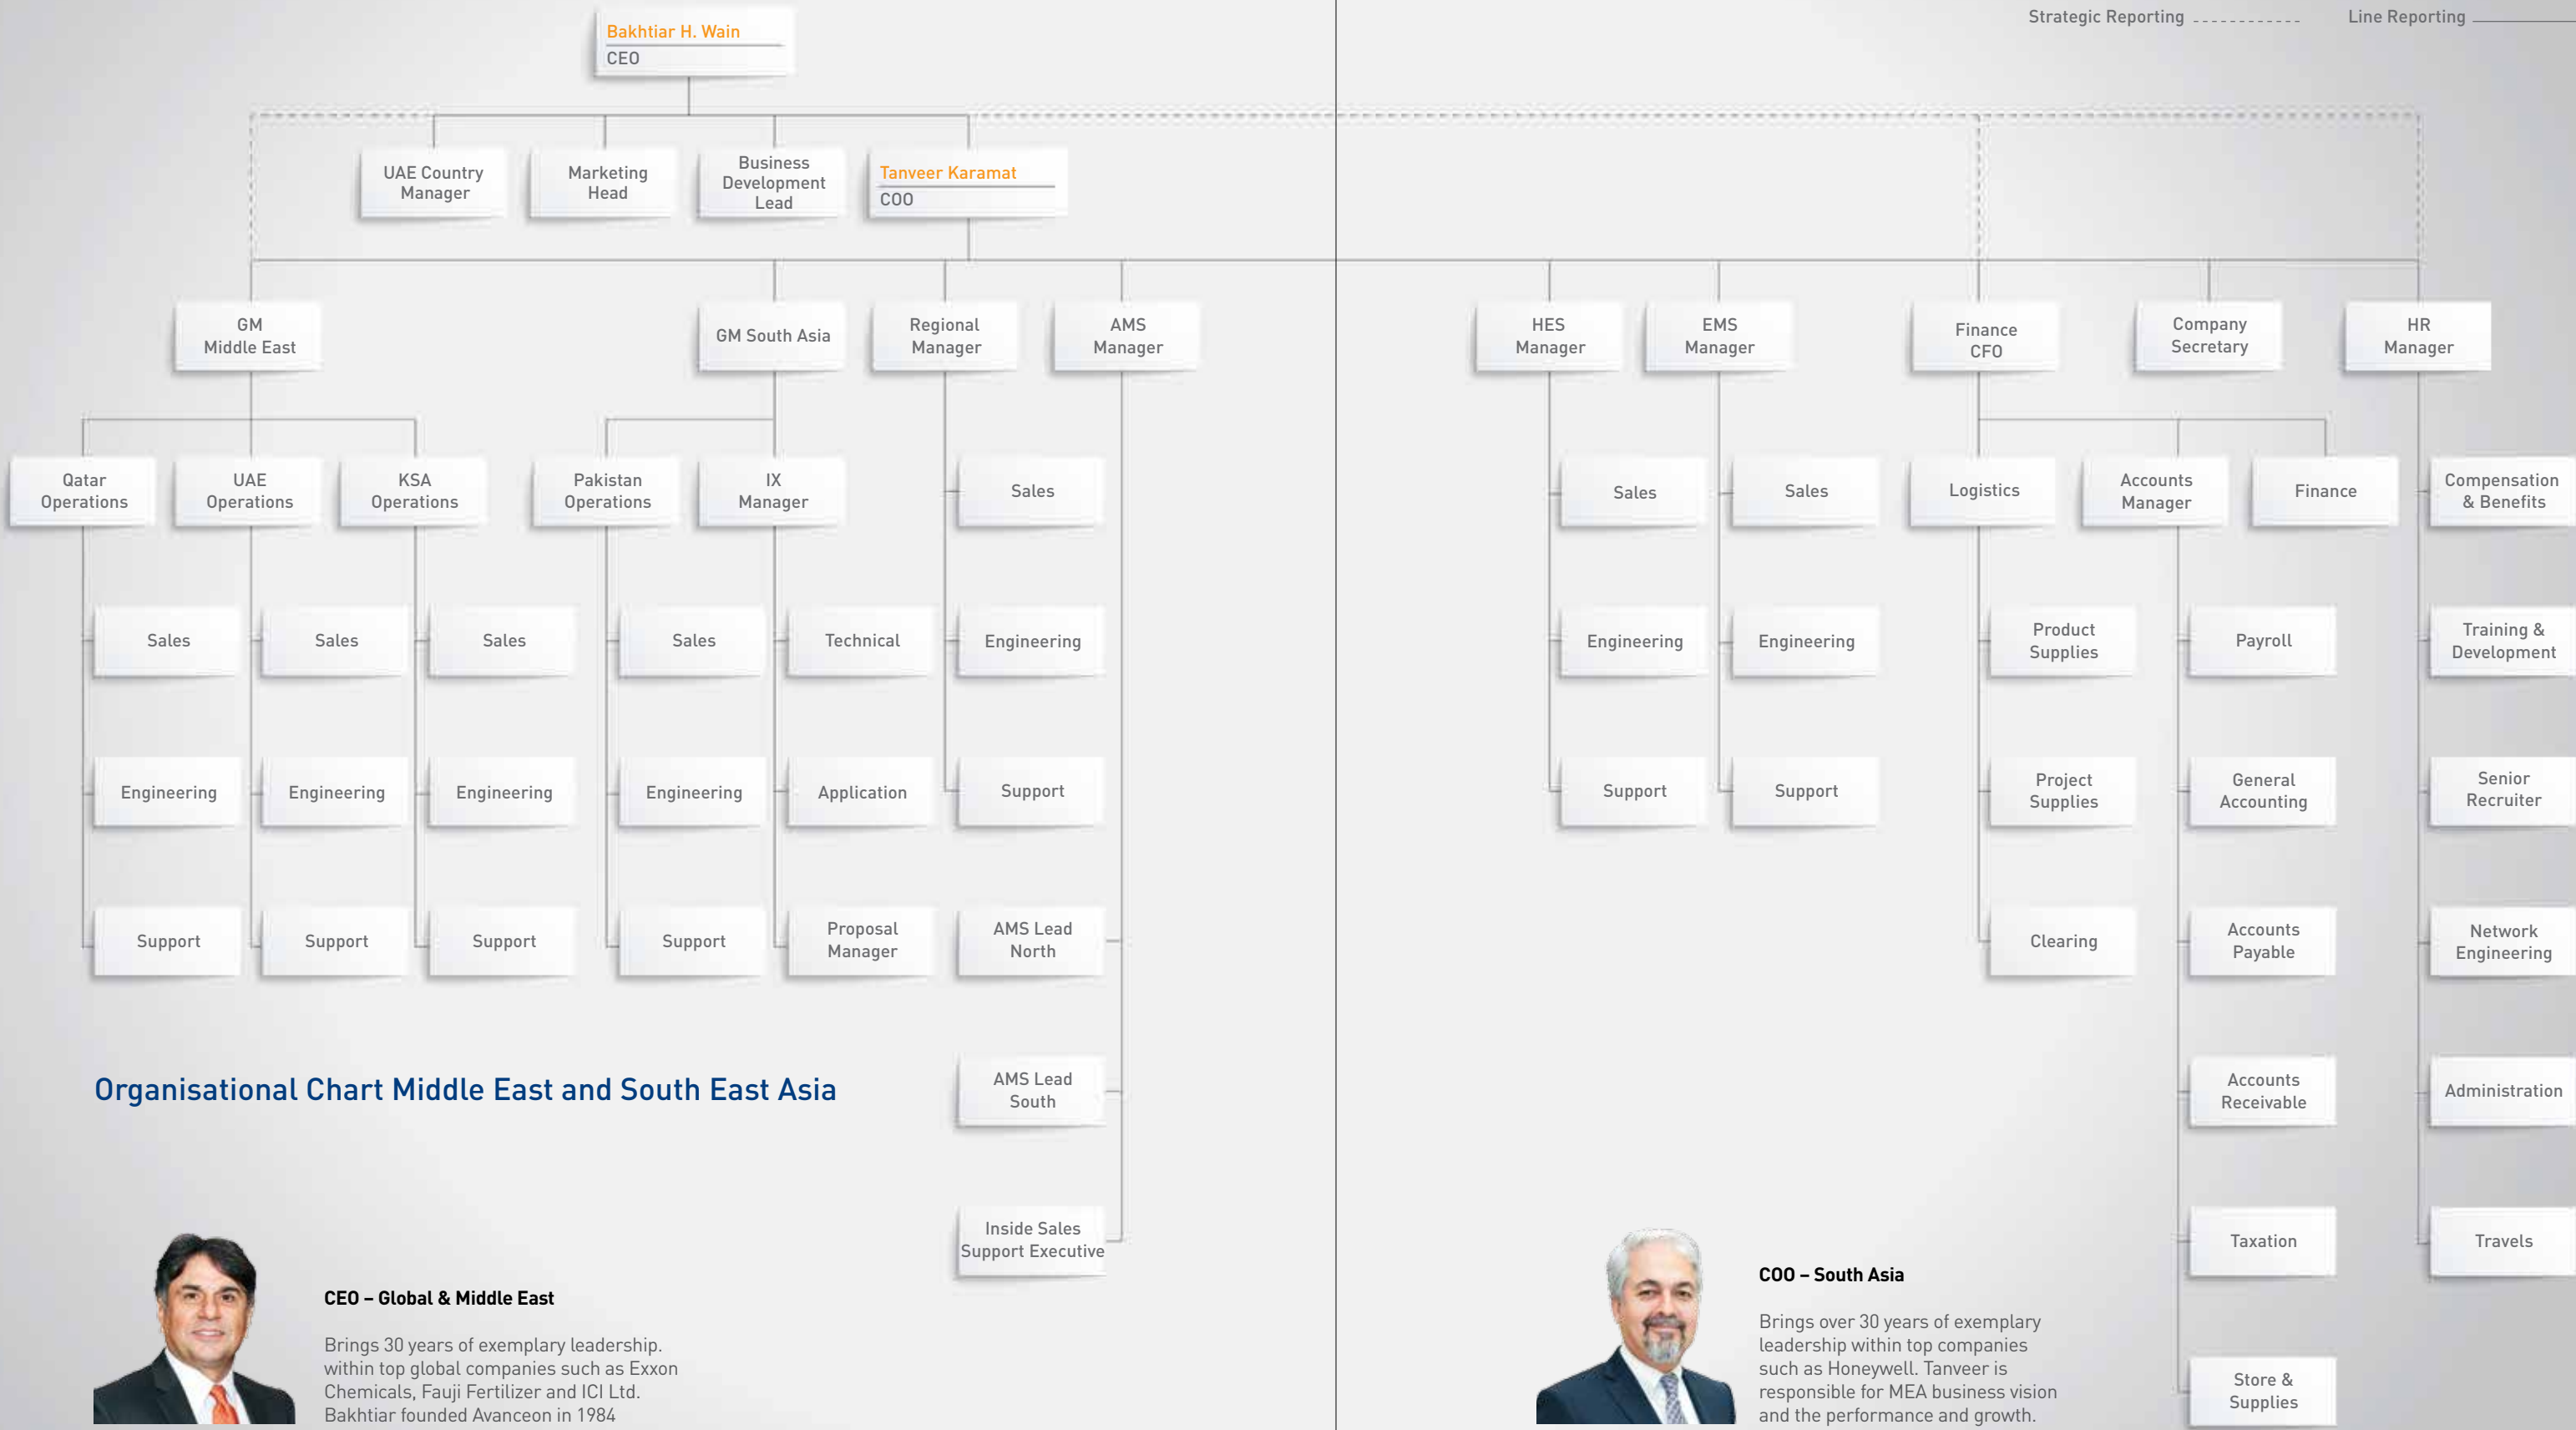 Strategic Reporting
Line Reporting
Bakhtiar H. Wain
CEO
UAE Country
Manager
Marketing
Head
Business
Development
Lead
Tanveer Karamat
COO
GM
Middle East
GM South Asia
Regional
Manager
AMS
Manager
HES
Manager
EMS
Manager
Finance
CFO
Company
Secretary
HR
Manager
Qatar
Operations
UAE
Operations
KSA
Operations
Pakistan
Operations
IX
Manager
Sales
Sales
Sales
Logistics
Accounts
Manager
Finance
Compensation
& Benefits
Sales
Sales
Sales
Sales
Technical
Engineering
Engineering
Engineering
Product
Supplies
Payroll
Training &
Development
Engineering
Engineering
Engineering
Engineering
Application
Support
Support
Support
Project
Supplies
General
Accounting
Senior
Recruiter
Support
Support
Support
Support
Proposal
Manager
AMS Lead
North
Clearing
Accounts
Payable
Network
Engineering
Organisational Chart Middle East and South East Asia
AMS Lead
South
Accounts
Receivable
Administration
Inside Sales
Support Executive
Taxation
Travels
CEO – Global & Middle East
Brings 30 years of exemplary leadership.
within top global companies such as Exxon
Chemicals, Fauji Fertilizer and ICI Ltd.
Bakhtiar founded Avanceon in 1984
COO – South Asia
Brings over 30 years of exemplary
leadership within top companies
such as Honeywell. Tanveer is
responsible for MEA business vision
and the performance and growth.
Store &
Supplies